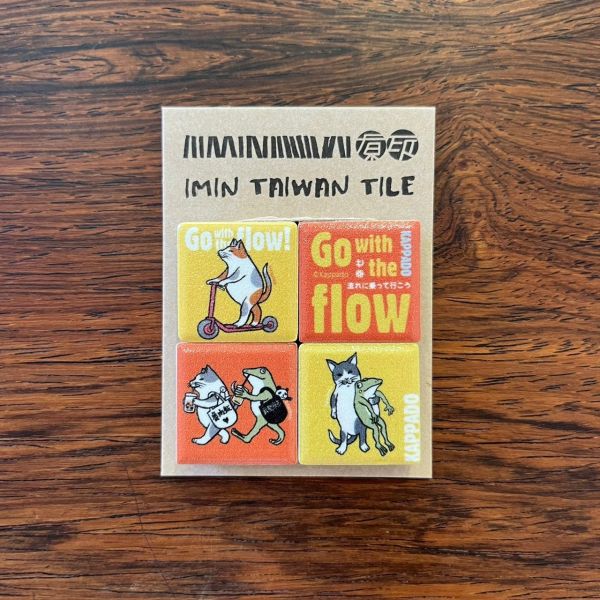 IMIN 原印
IMIN TAIWAN TILE
Go with the flow!
Go with the flow
©Kappado
流れに乗って行こう
KAPPADO
KAPPADO